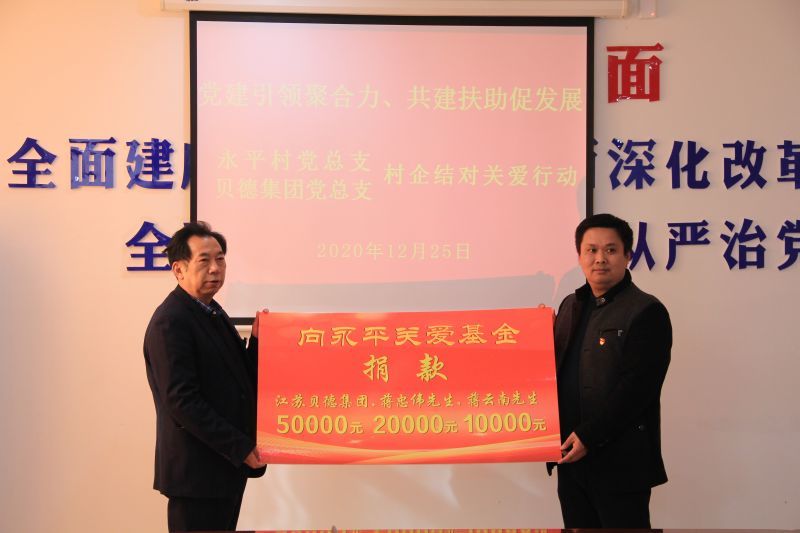 面
党建引领聚合力、共建扶助促发展
全面建
深化改革
永平村党总支
贝德集团党总支
村企结对关爱行动
全
从严治党
2020年12月25日
向永平关爱基金
捐款
江苏贝德集团、蒋忠伟先生、蒋云南先生
50000元 20000元 10000元